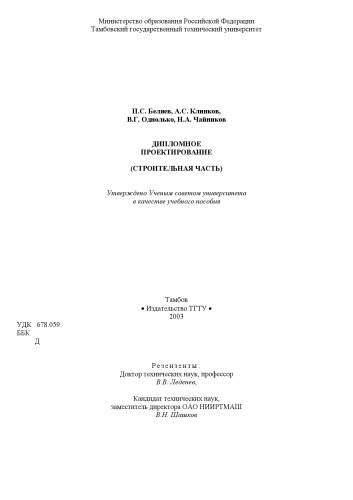 Министерство образования Российской Федерации
Тамбовский государственный технический университет
П.С. Беляев, А.С. Клинков,
В.Г. Однолько, Н.А. Чайников
ДИПЛОМНОЕ
ПРОЕКТИРОВАНИЕ
(СТРОИТЕЛЬНАЯ ЧАСТЬ)
Утверждено Ученым советом университета
в качестве учебного пособия
Тамбов
• Издательство ТГТУ •
2003
УДК 678.059
ББК
Д
Рецензенты:
Доктор технических наук, профессор
В.В. Леденев,
Кандидат технических наук,
заместитель директора ОАО НИИРТМАШ
В.Н. Шашков